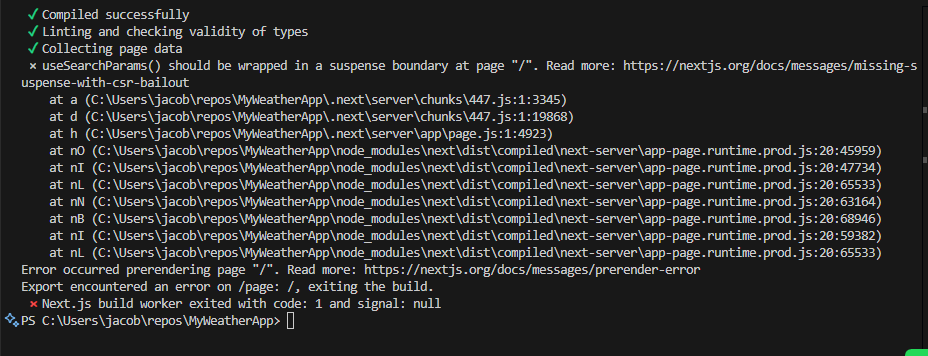 ✓ Compiled successfully
✓ Linting and checking validity of types
✓ Collecting page data
⨯ useSearchParams() should be wrapped in a suspense boundary at page "/". Read more: https://nextjs.org/docs/messages/missing-s
uspense-with-csr-bailout
at a (C:\Users\jacob\repos\MyWeatherApp\.next\server\chunks\447.js:1:3345)
at d (C:\Users\jacob\repos\MyWeatherApp\.next\server\chunks\447.js:1:19868)
at h (C:\Users\jacob\repos\MyWeatherApp\.next\server\app\page.js:1:4923)
at nO (C:\Users\jacob\repos\MyWeatherApp\node_modules\next\dist\compiled\next-server\app-page.runtime.prod.js:20:45959)
at nI (C:\Users\jacob\repos\MyWeatherApp\node_modules\next\dist\compiled\next-server\app-page.runtime.prod.js:20:47734)
at nL (C:\Users\jacob\repos\MyWeatherApp\node_modules\next\dist\compiled\next-server\app-page.runtime.prod.js:20:65533)
at nN (C:\Users\jacob\repos\MyWeatherApp\node_modules\next\dist\compiled\next-server\app-page.runtime.prod.js:20:63164)
at nB (C:\Users\jacob\repos\MyWeatherApp\node_modules\next\dist\compiled\next-server\app-page.runtime.prod.js:20:68946)
at nI (C:\Users\jacob\repos\MyWeatherApp\node_modules\next\dist\compiled\next-server\app-page.runtime.prod.js:20:59382)
at nL (C:\Users\jacob\repos\MyWeatherApp\node_modules\next\dist\compiled\next-server\app-page.runtime.prod.js:20:65533)
Error occurred prerendering page "/". Read more: https://nextjs.org/docs/messages/prerender-error
Export encountered an error on /page: /, exiting the build.
⨯ Next.js build worker exited with code: 1 and signal: null
PS C:\Users\jacob\repos\MyWeatherApp>